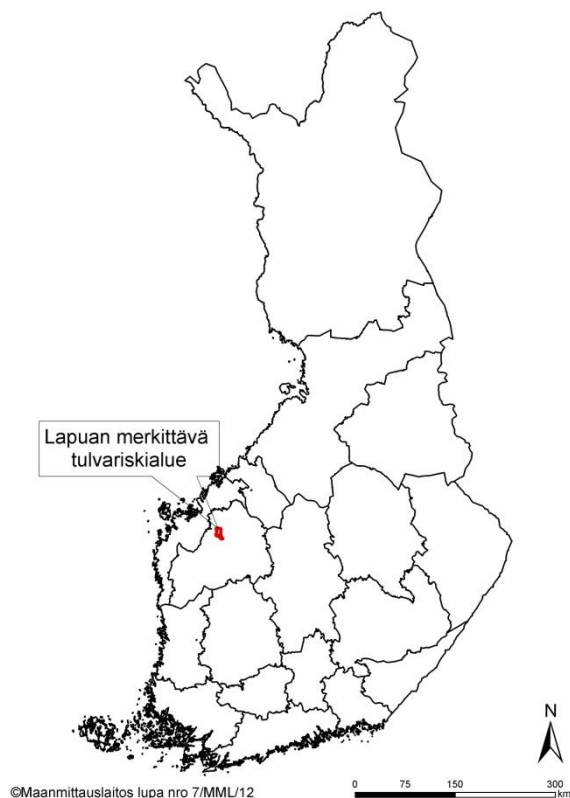 Lapuan merkittävä
tulvariskialue
N
©Maanmittauslaitos lupa nro 7/MML/12
0 75 150 300
km